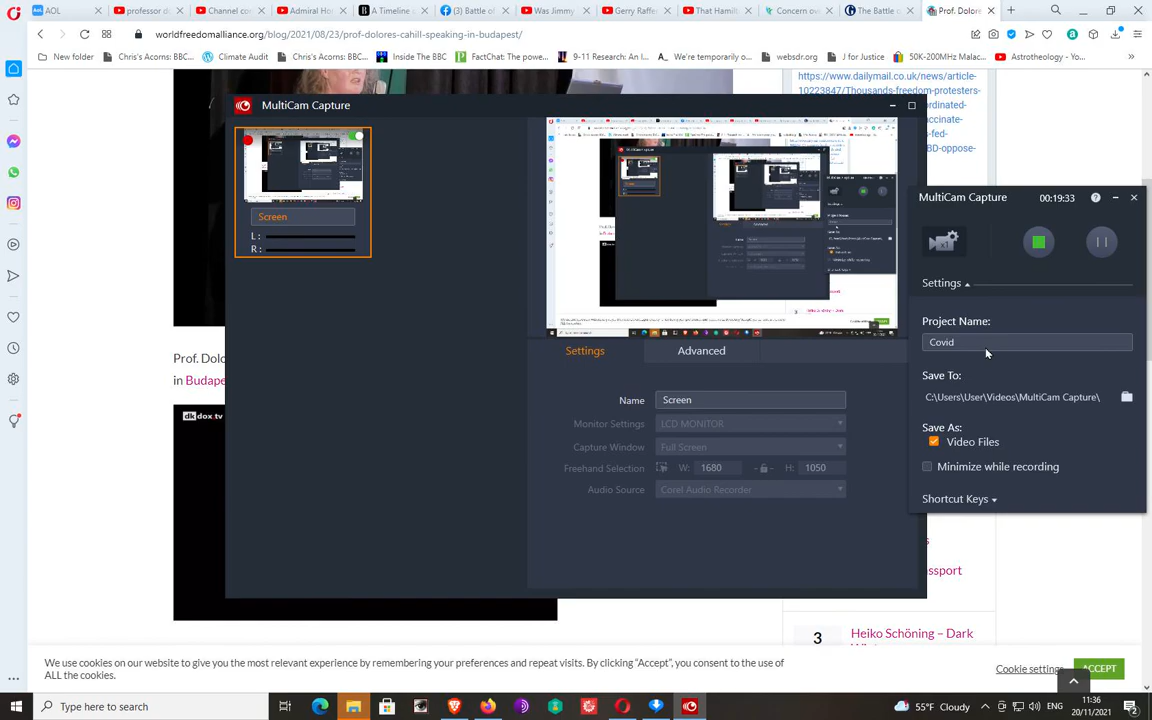 AOL
professor d
Channel co
Admiral Ho
A Timeline
(3) Battle of
Was Jimmy
Gerry Raffe
That Hamilt
Concern ov
The Battle o
Prof. Dolore
worldfreedomalliance.org/blog/2021/08/23/prof-dolores-cahill-speaking-in-budapest/
New folder
Chris's Acorns: BBC...
Climate Audit
Chris's Acorns: BBC...
Inside The BBC
FactChat: The powe...
9-11 Research: An I...
We're temporarily o...
websdr.org
J for Justice
50K-200MHz Malac...
Astrotheology — Yo...
https://www.dailymail.co.uk/news/article-
10223847/Thousands-freedom-protesters-
MultiCam Capture
Screen
L:
R:
MultiCam Capture
00:19:33
x1
Settings
Project Name:
Covid
Save To:
C:\Users\User\Videos\MultiCam Capture\
Save As:
Video Files
Minimize while recording
Shortcut Keys
Settings
Advanced
Name
Screen
Monitor Settings
LCD MONITOR
Capture Window
Full Screen
Freehand Selection
W:
1680
H:
1050
Audio Source
Corel Audio Recorder
Prof. Dolo
in Budape
dk dox.tv
3
Heiko Schöning – Dark
We use cookies on our website to give you the most relevant experience by remembering your preferences and repeat visits. By clicking “Accept”, you consent to the use of
ALL the cookies.
Cookie settings
ACCEPT
Type here to search
55°F Cloudy
ENG
11:36
20/11/2021
2